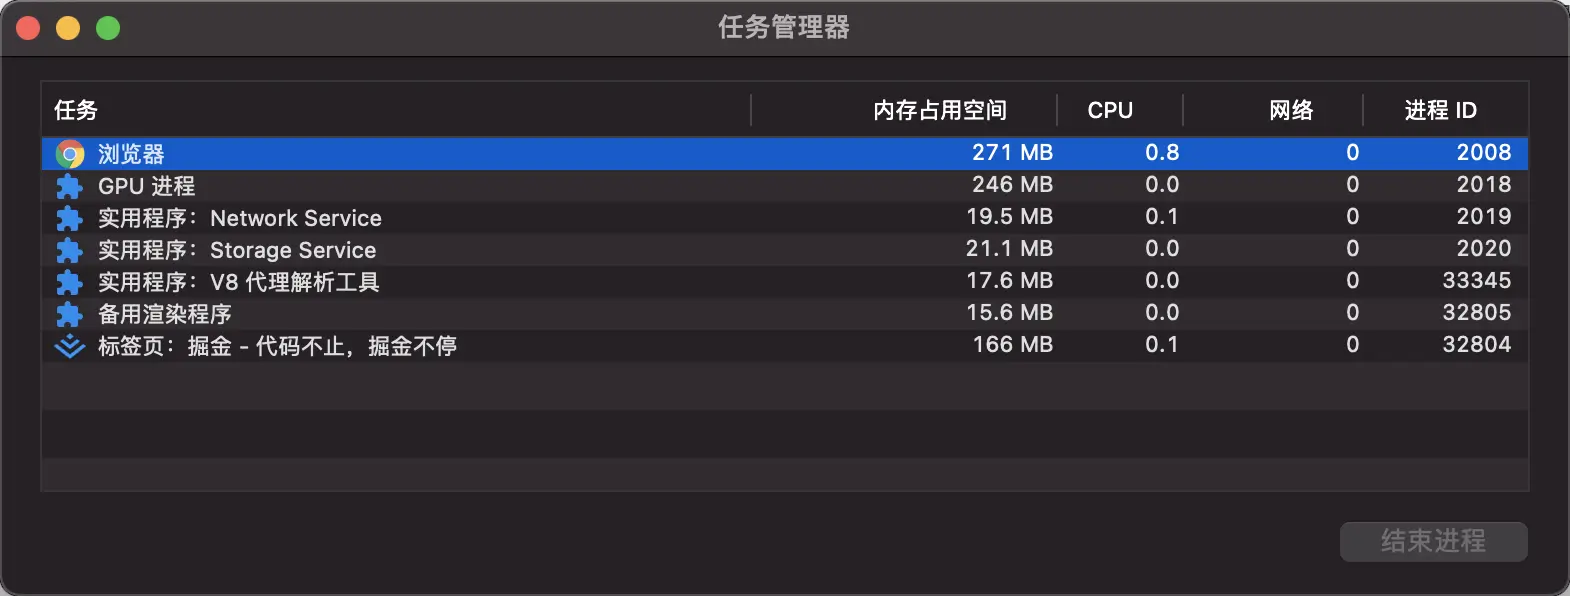 任务管理器
任务 内存占用空间 CPU 网络 进程 ID
浏览器 271 MB 0.8 0 2008
GPU 进程 246 MB 0.0 0 2018
实用程序：Network Service 19.5 MB 0.1 0 2019
实用程序：Storage Service 21.1 MB 0.0 0 2020
实用程序：V8 代理解析工具 17.6 MB 0.0 0 33345
备用渲染程序 15.6 MB 0.0 0 32805
标签页：掘金 - 代码不止，掘金不停 166 MB 0.1 0 32804
结束进程